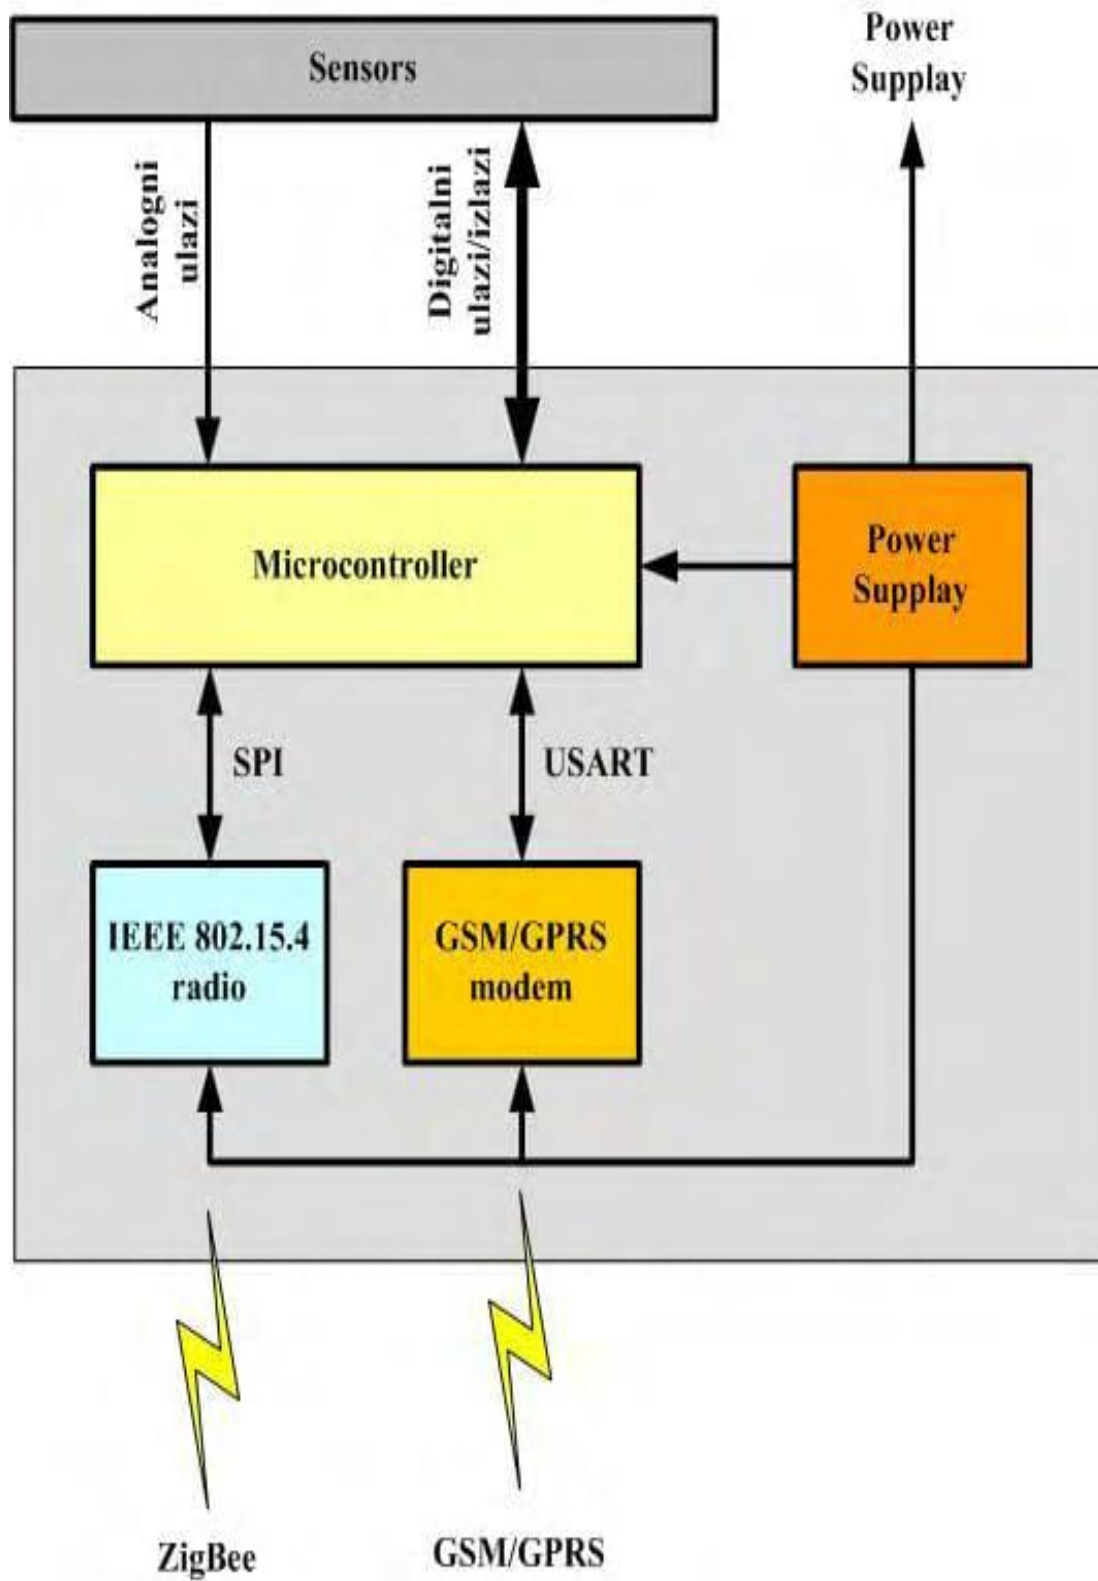 Sensors
Power
Supplay
Analogni
ulazi
Digitalni
ulazi/izlazi
Microcontroller
Power
Supplay
SPI
USART
IEEE 802.15.4
radio
GSM/GPRS
modem
ZigBee
GSM/GPRS